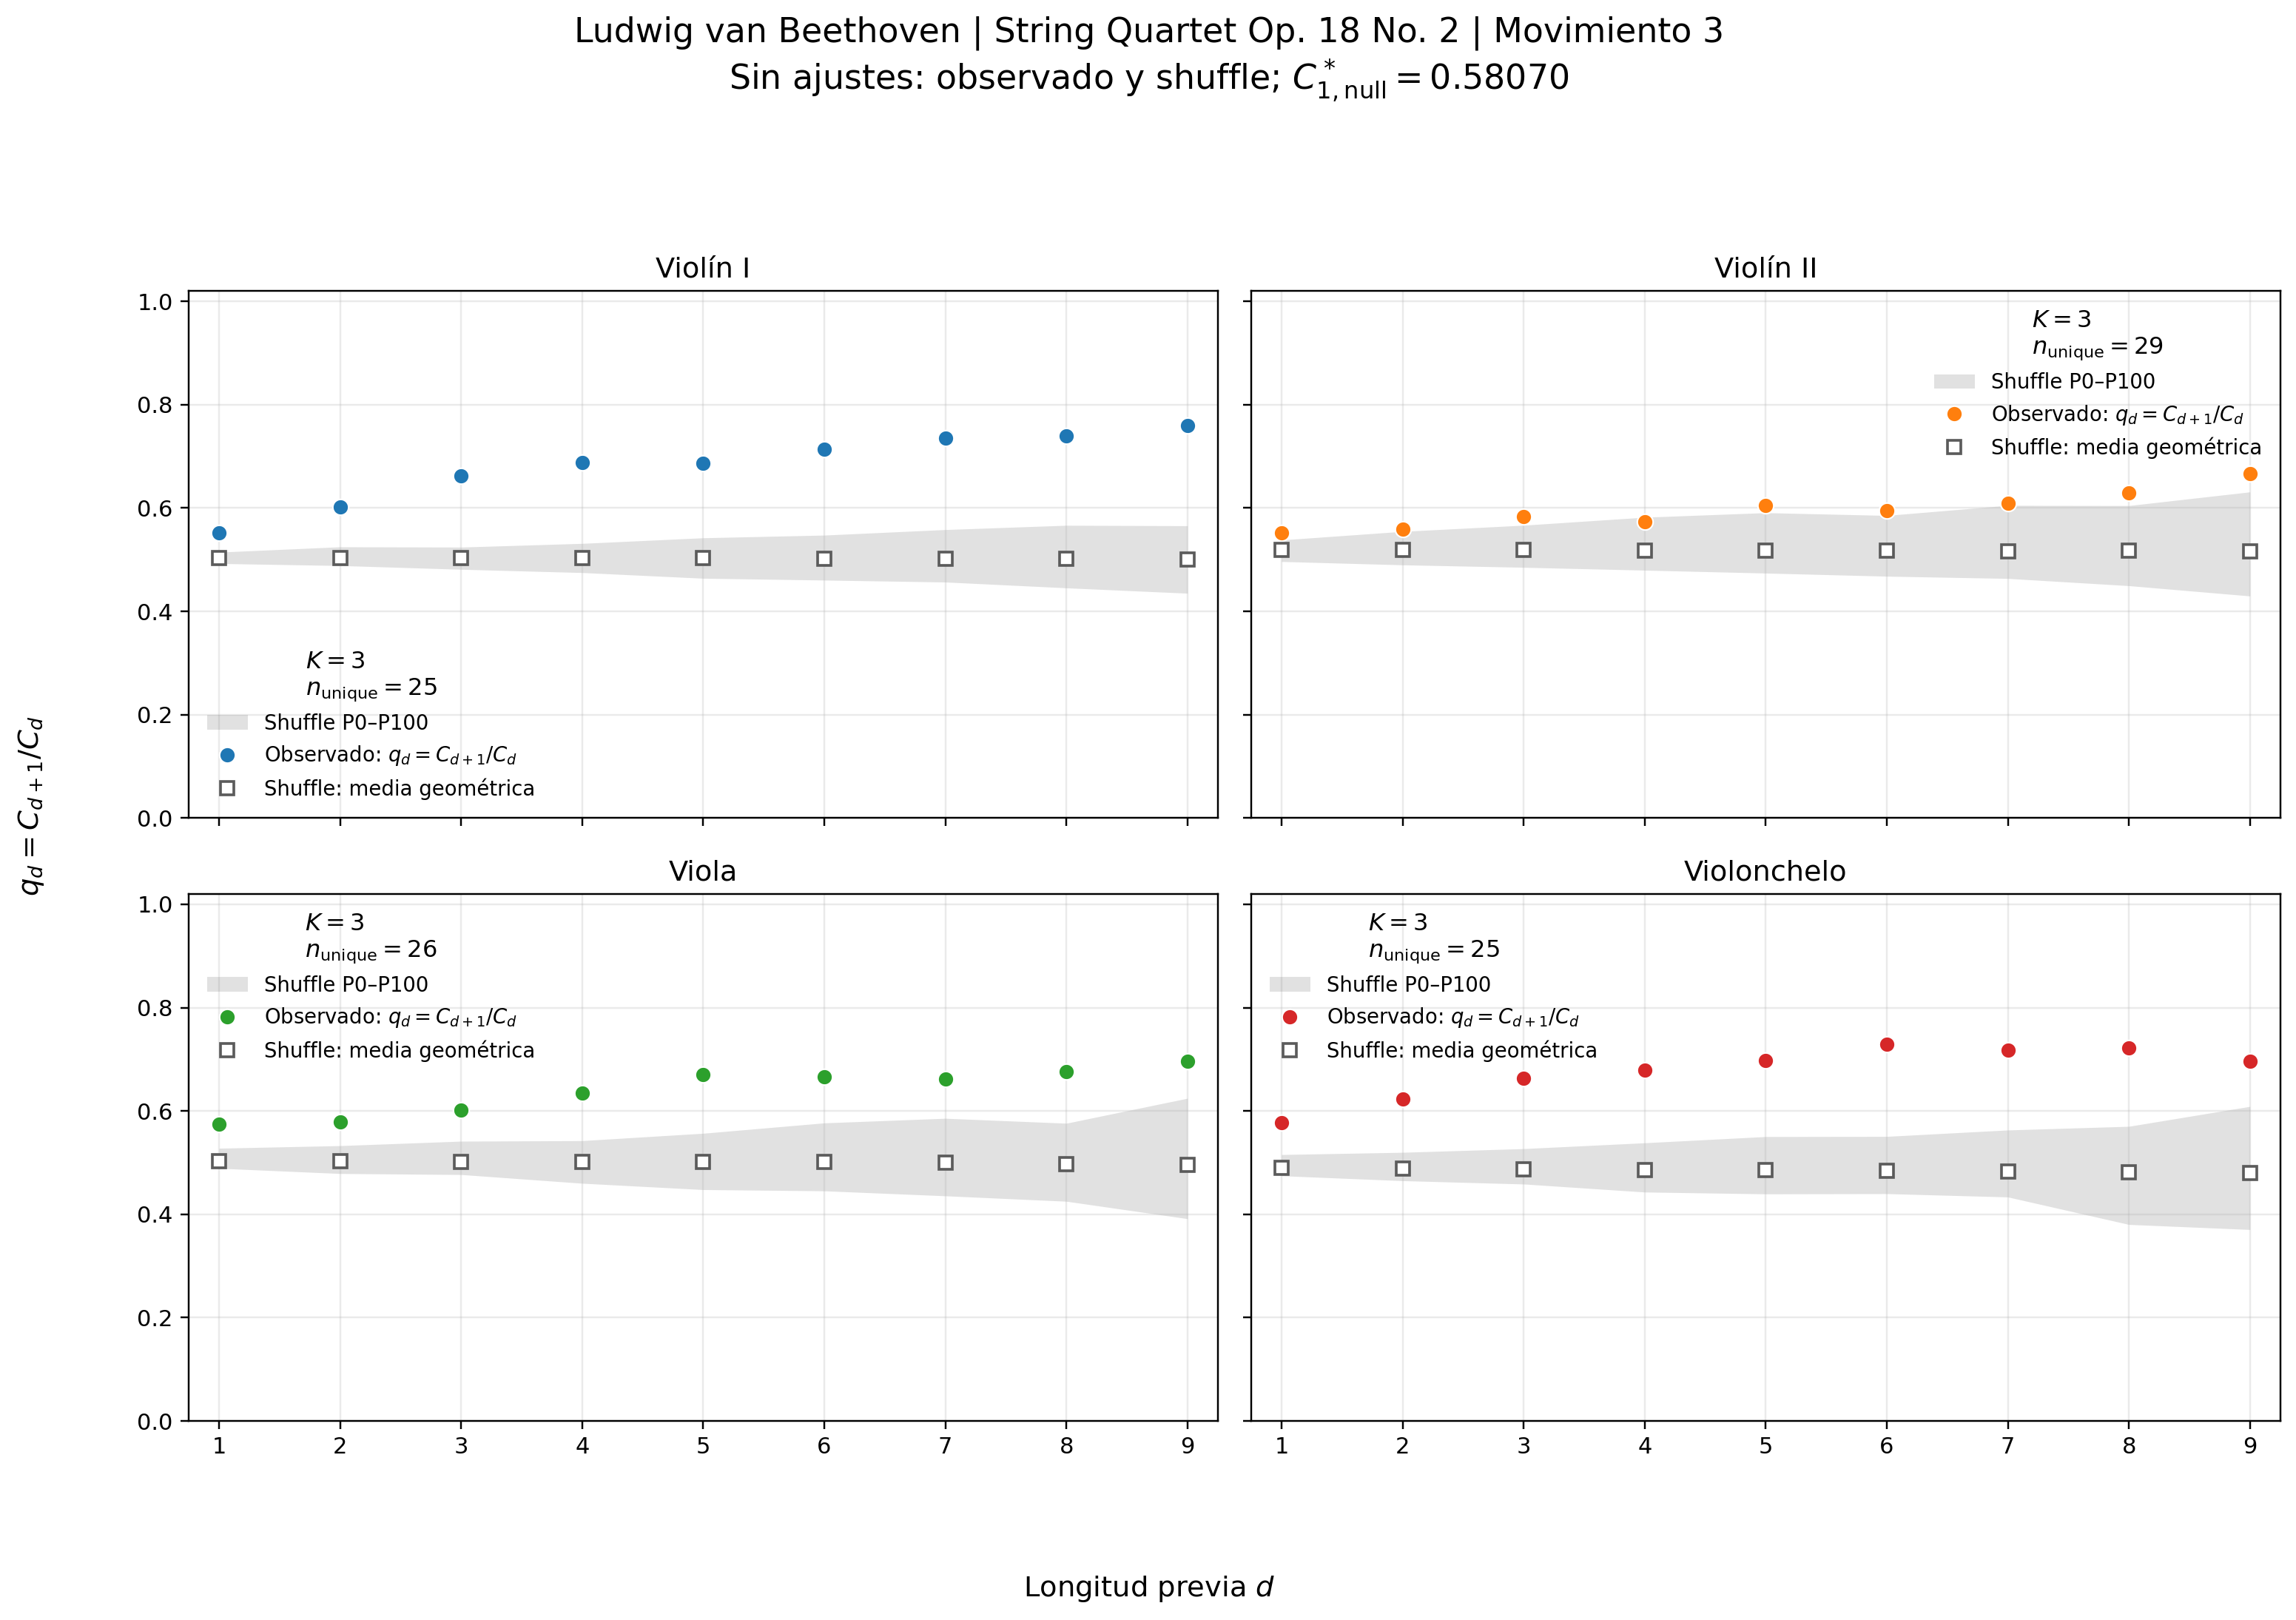 Ludwig van Beethoven | String Quartet Op. 18 No. 2 | Movimiento 3
Sin ajustes: observado y shuffle; C*1,null = 0.58070
Violín I
1.0
0.8
0.6
0.4
0.2
0.0
K = 3
nunique = 25
Shuffle P0–P100
Observado: qd = Cd+1/Cd
Shuffle: media geométrica
Violín II
K = 3
nunique = 29
Shuffle P0–P100
Observado: qd = Cd+1/Cd
Shuffle: media geométrica
qd = Cd+1/Cd
Viola
1.0
0.8
0.6
0.4
0.2
0.0
K = 3
nunique = 26
Shuffle P0–P100
Observado: qd = Cd+1/Cd
Shuffle: media geométrica
1 2 3 4 5 6 7 8 9
Violonchelo
K = 3
nunique = 25
Shuffle P0–P100
Observado: qd = Cd+1/Cd
Shuffle: media geométrica
1 2 3 4 5 6 7 8 9
Longitud previa d